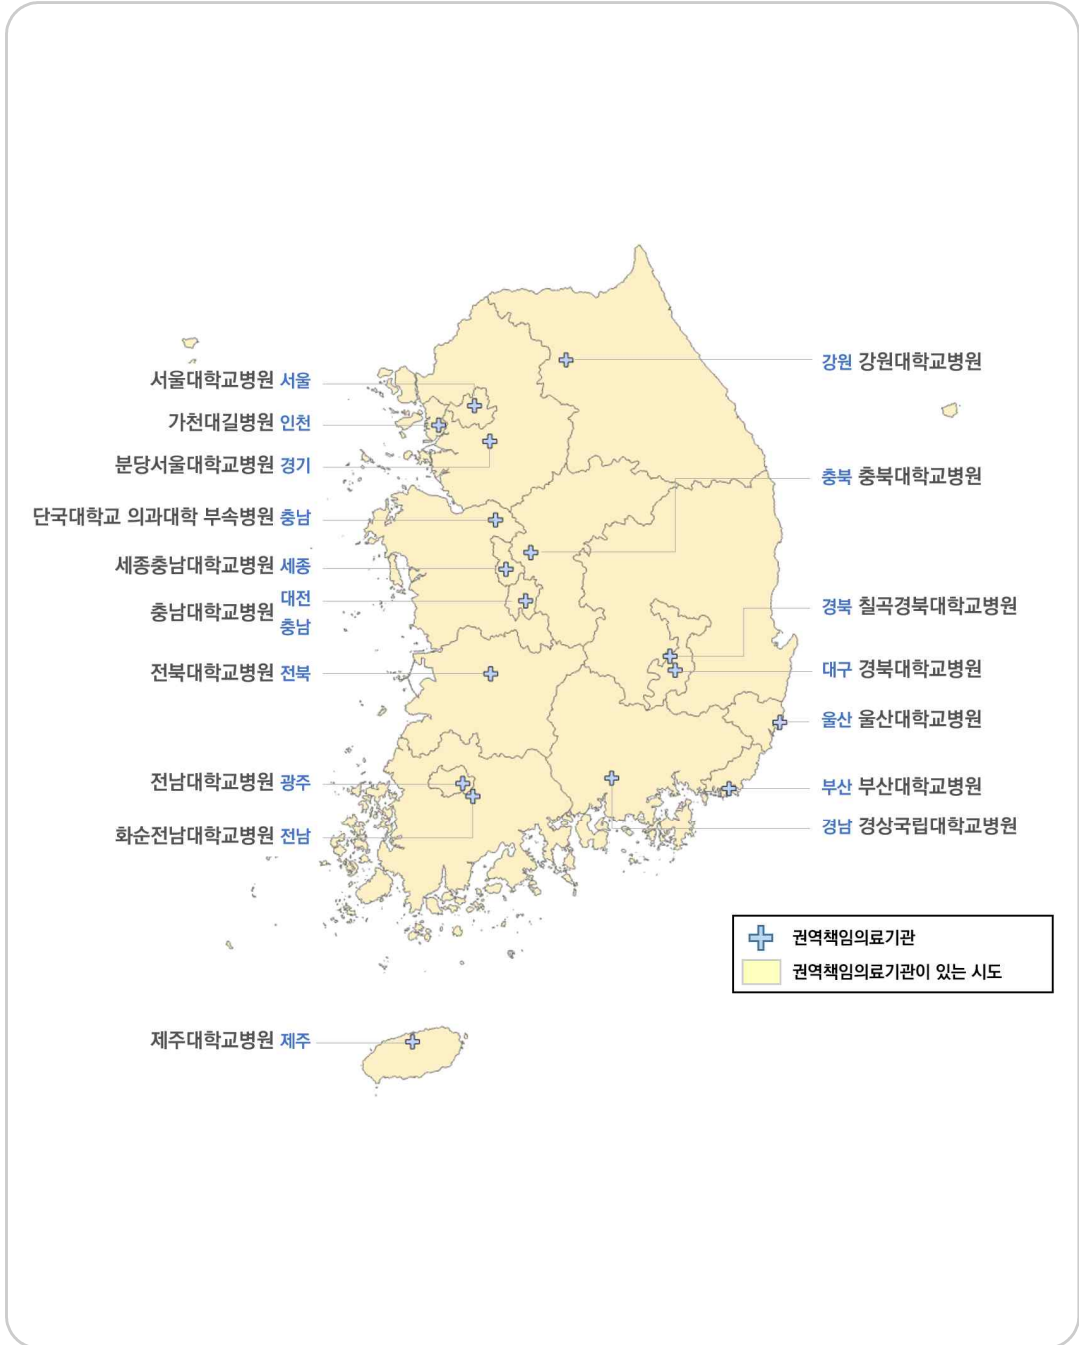 서울대학교병원 서울
가천대길병원 인천
분당서울대학교병원 경기
단국대학교 의과대학 부속병원 충남
세종충남대학교병원 세종
충남대학교병원 대전
충남
전북대학교병원 전북
전남대학교병원 광주
화순전남대학교병원 전남
제주대학교병원 제주
강원 강원대학교병원
충북 충북대학교병원
경북 칠곡경북대학교병원
대구 경북대학교병원
울산 울산대학교병원
부산 부산대학교병원
경남 경상국립대학교병원
권역책임의료기관
권역책임의료기관이 있는 시도